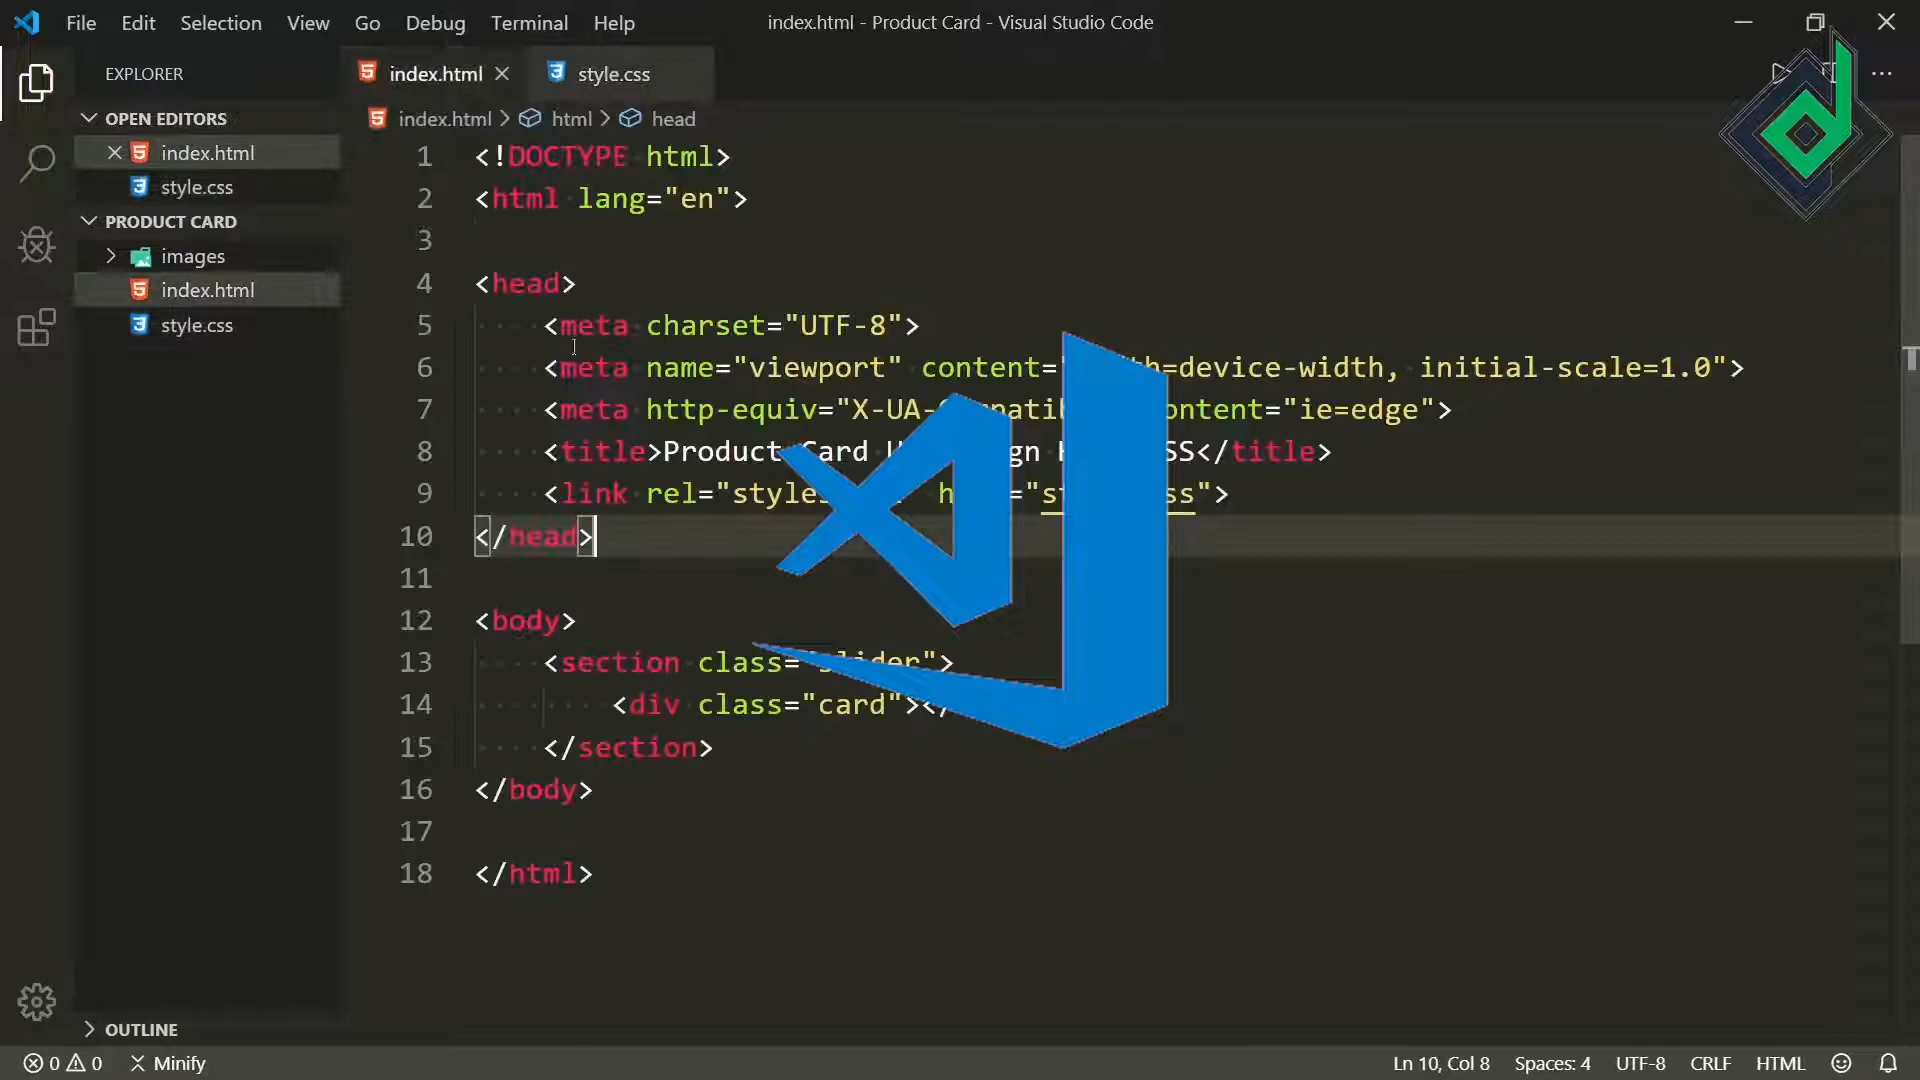 File Edit Selection View Go Debug Terminal Help
index.html - Product Card - Visual Studio Code
EXPLORER
OPEN EDITORS
index.html
style.css
PRODUCT CARD
images
index.html
style.css
OUTLINE
index.html style.css
index.html > html > head
1 <!DOCTYPE html>
2 <html lang="en">
3
4 <head>
5 <meta charset="UTF-8">
6 <meta name="viewport" content= =device-width, initial-scale=1.0">
7 <meta http-equiv="X-UA- content="ie=edge">
8 <title>Product Card </title>
9 <link rel= ">
10 </head>
11
12 <body>
13 <section class="slider">
14 <div class="card"></
15 </section>
16 </body>
17
18 </html>
0 0 Minify
Ln 10, Col 8 Spaces: 4 UTF-8 CRLF HTML